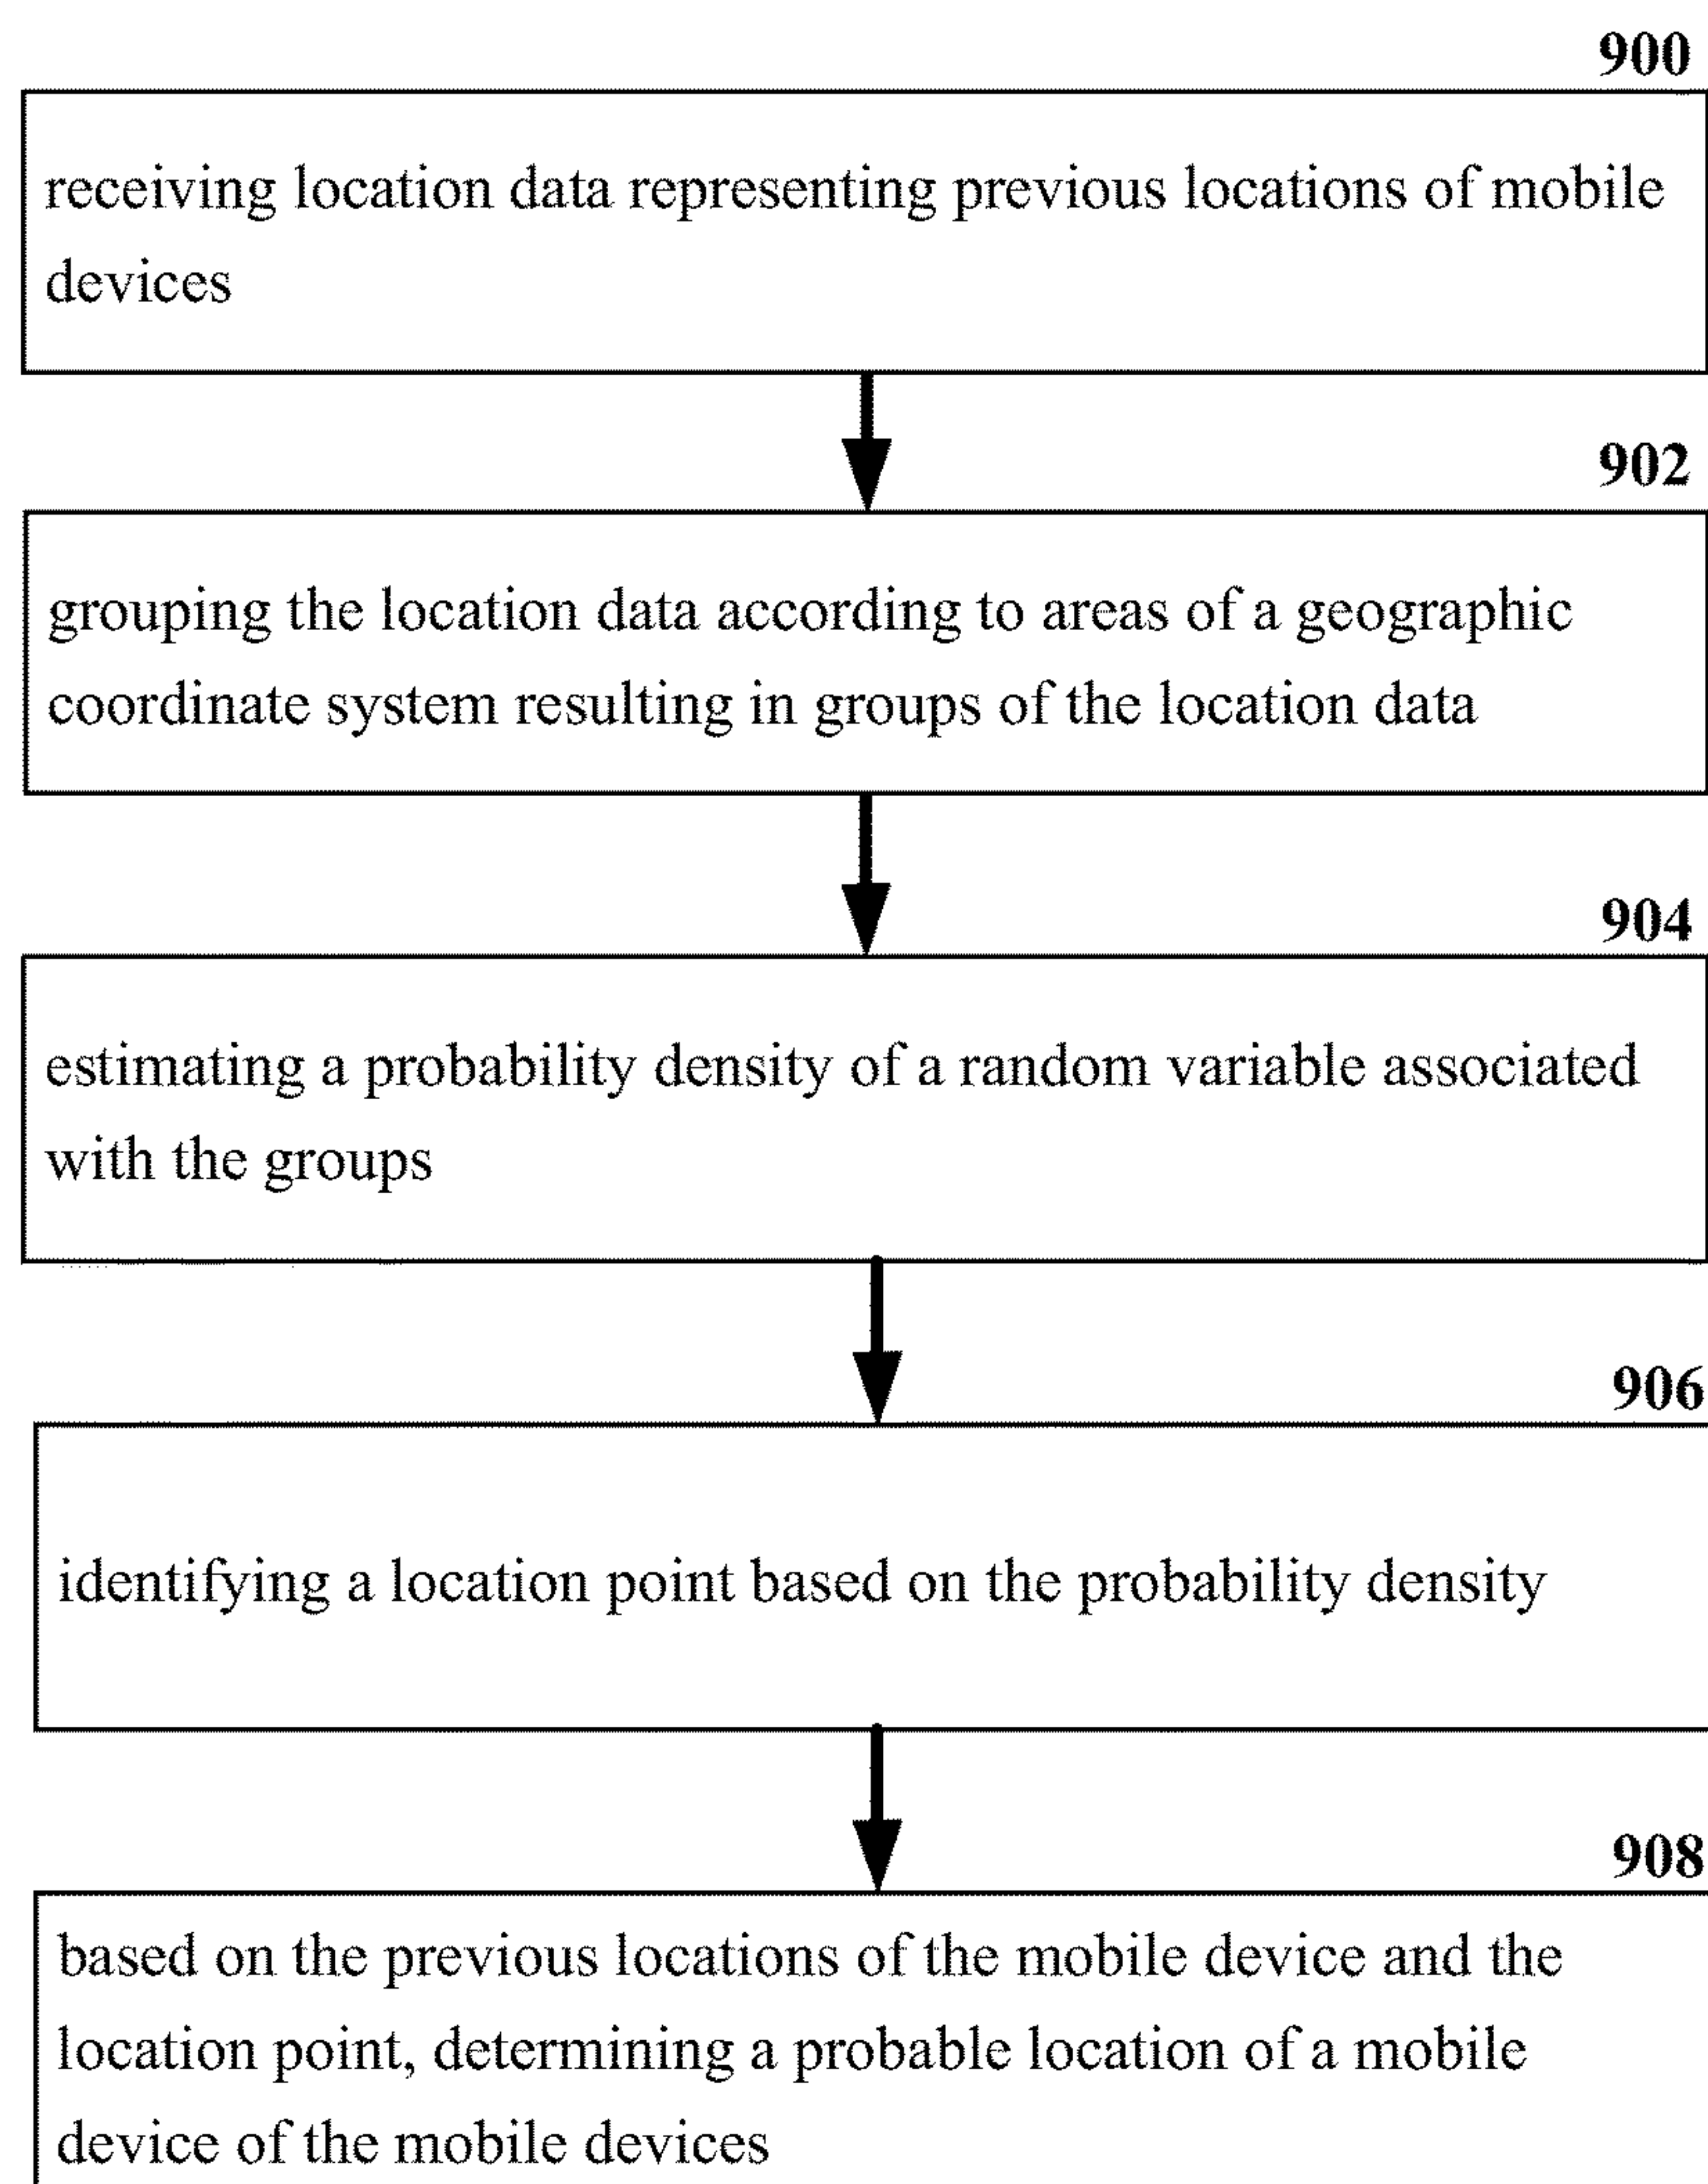 900
receiving location data representing previous locations of mobile
devices
902
grouping the location data according to areas of a geographic
coordinate system resulting in groups of the location data
904
estimating a probability density of a random variable associated
with the groups
906
identifying a location point based on the probability density
908
based on the previous locations of the mobile device and the
location point, determining a probable location of a mobile
device of the mobile devices